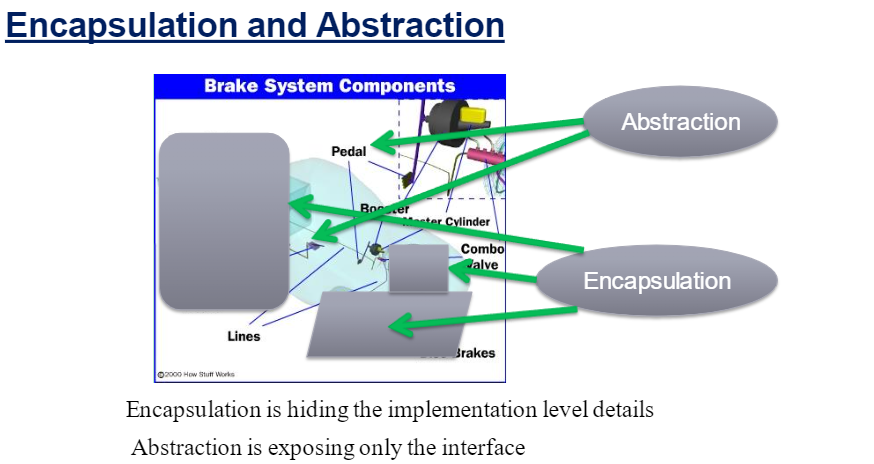 Encapsulation and Abstraction
Brake System Components
Abstraction
Pedal
Booster
Master Cylinder
Combo
Valve
Encapsulation
Lines
Brakes
©2000 How Stuff Works
Encapsulation is hiding the implementation level details
Abstraction is exposing only the interface